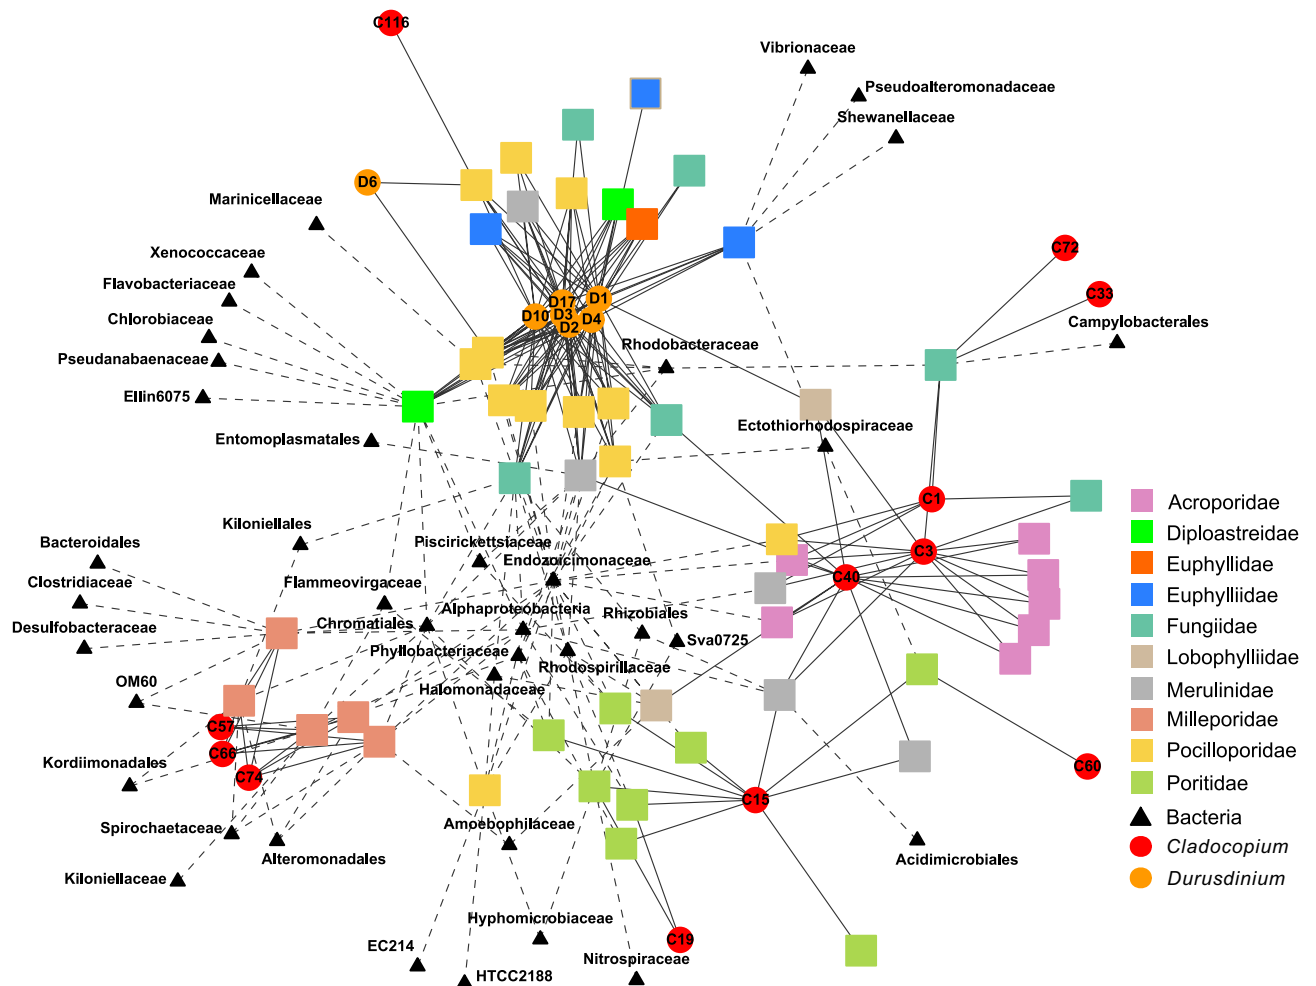 C116
Vibrionaceae
Pseudoalteromonadaceae
Shewanellaceae
D6
Marinicellaceae
Xenococcaceae
Flavobacteriaceae
Chlorobiaceae
Pseudanabaenaceae
Ellin6075
Entomoplasmatales
C72
C33
Campylobacterales
D17
D1
D10
D3
D4
D2
Rhodobacteraceae
Ectothiorhodospiraceae
C1
C3
C40
Kiloniellales
Bacteroidales
Clostridiaceae
Desulfobacteraceae
OM60
Piscirickettsiaceae
Endozoicimonaceae
Flammeovirgaceae
Alphaproteobacteria
Chromatiales
Rhizobiales
Sva0725
Phyllobacteriaceae
Rhodospirillaceae
Halomonadaceae
C57
C66
C74
Kordiimonadales
Spirochaetaceae
Alteromonadales
Kiloniellaceae
C60
C15
Amoebophilaceae
Acidimicrobiales
Hyphomicrobiaceae
C19
EC214
HTCC2188
Nitrospiraceae
Acroporidae
Diploastreidae
Euphyllidae
Euphylliidae
Fungiidae
Lobophylliidae
Merulinidae
Milleporidae
Pocilloporidae
Poritidae
Bacteria
Cladocopium
Durusdinium